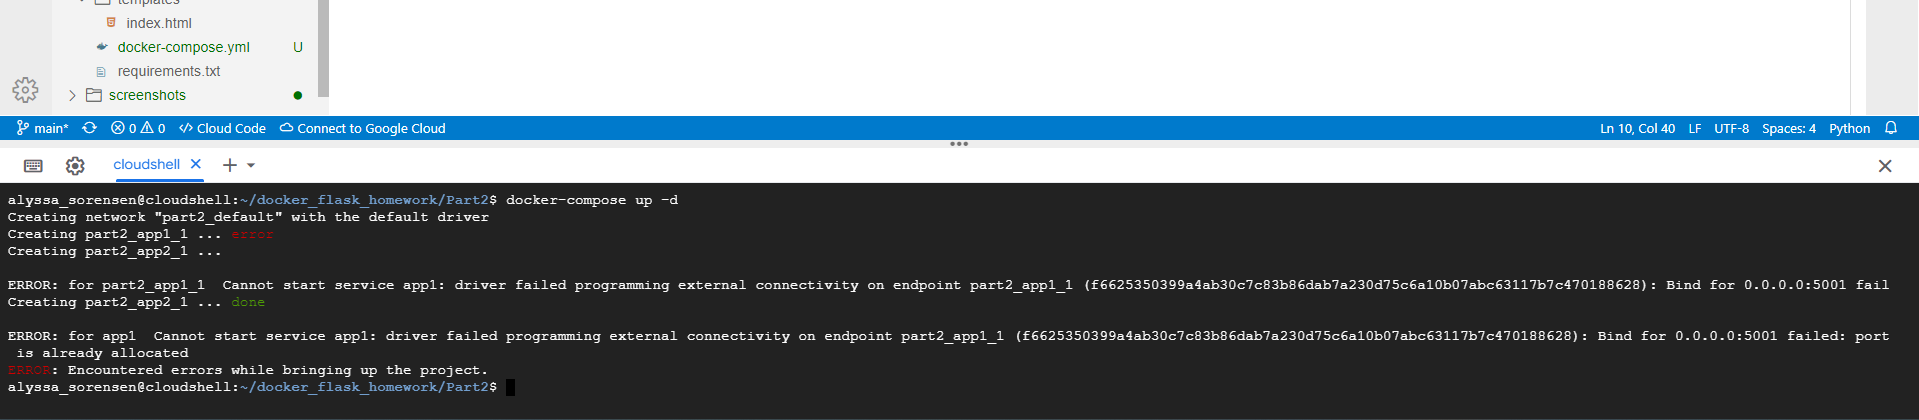 templates
index.html
docker-compose.yml U
requirements.txt
screenshots
main* 0 0 Cloud Code Connect to Google Cloud Ln 10, Col 40 LF UTF-8 Spaces: 4 Python
cloudshell
alyssa_sorensen@cloudshell:~/docker_flask_homework/Part2$ docker-compose up -d
Creating network "part2_default" with the default driver
Creating part2_app1_1 ... error
Creating part2_app2_1 ...
ERROR: for part2_app1_1  Cannot start service app1: driver failed programming external connectivity on endpoint part2_app1_1 (f6625350399a4ab30c7c83b86dab7a230d75c6a10b07abc63117b7c470188628): Bind for 0.0.0.0:5001 fail
Creating part2_app2_1 ... done
ERROR: for app1  Cannot start service app1: driver failed programming external connectivity on endpoint part2_app1_1 (f6625350399a4ab30c7c83b86dab7a230d75c6a10b07abc63117b7c470188628): Bind for 0.0.0.0:5001 failed: port
is already allocated
ERROR: Encountered errors while bringing up the project.
alyssa_sorensen@cloudshell:~/docker_flask_homework/Part2$